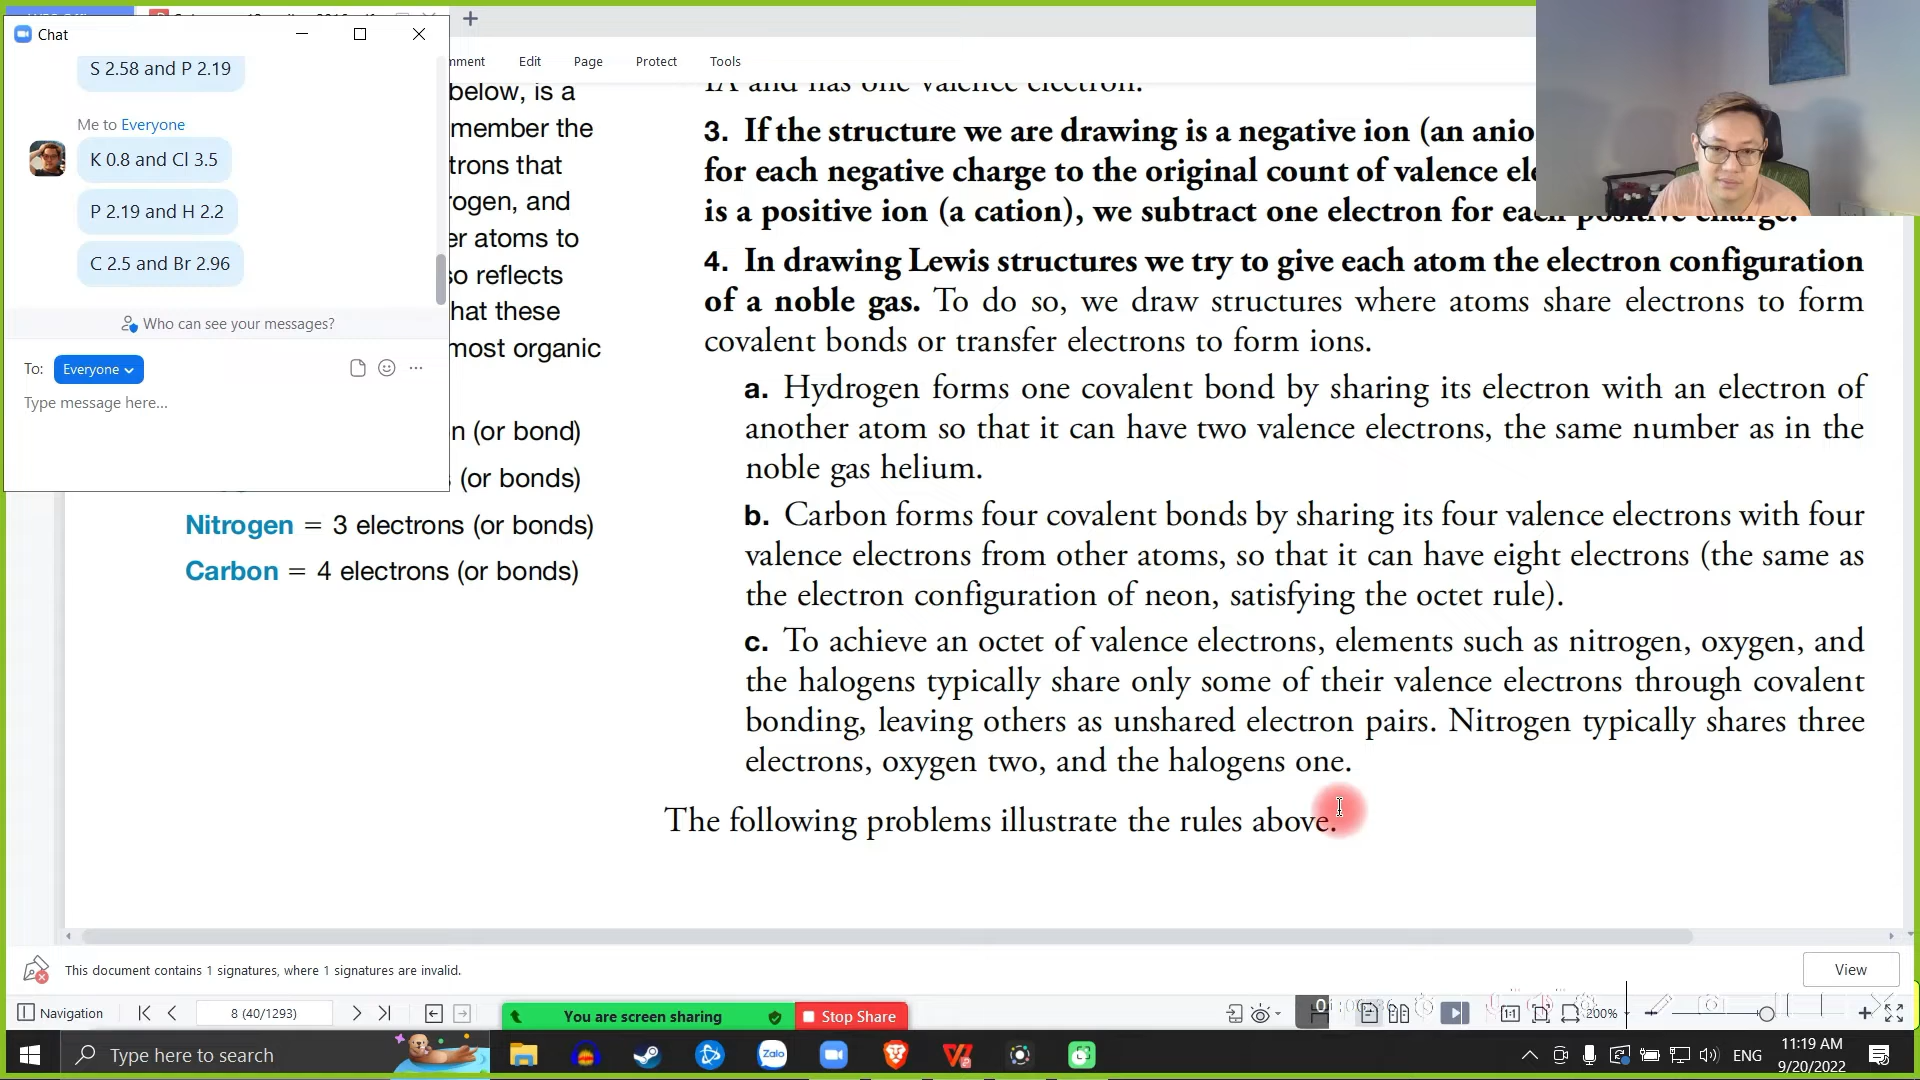 Chat
S 2.58 and P 2.19
Me to Everyone
K 0.8 and Cl 3.5
P 2.19 and H 2.2
C 2.5 and Br 2.96
Who can see your messages?
To: Everyone
Type message here...
Edit Page Protect Tools
below, is a
member the
trons that
er atoms to
so reflects
hat these
most organic
n (or bond)
(or bonds)
Nitrogen = 3 electrons (or bonds)
Carbon = 4 electrons (or bonds)
IA and has one valence electron.
3. If the structure we are drawing is a negative ion (an anio
for each negative charge to the original count of valence ele
is a positive ion (a cation), we subtract one electron for each positive charge.
4. In drawing Lewis structures we try to give each atom the electron configuration
of a noble gas. To do so, we draw structures where atoms share electrons to form
covalent bonds or transfer electrons to form ions.
a. Hydrogen forms one covalent bond by sharing its electron with an electron of
another atom so that it can have two valence electrons, the same number as in the
noble gas helium.
b. Carbon forms four covalent bonds by sharing its four valence electrons with four
valence electrons from other atoms, so that it can have eight electrons (the same as
the electron configuration of neon, satisfying the octet rule).
c. To achieve an octet of valence electrons, elements such as nitrogen, oxygen, and
the halogens typically share only some of their valence electrons through covalent
bonding, leaving others as unshared electron pairs. Nitrogen typically shares three
electrons, oxygen two, and the halogens one.
The following problems illustrate the rules above.
This document contains 1 signatures, where 1 signatures are invalid.
View
Navigation
8 (40/1293)
You are screen sharing
Stop Share
200%
Type here to search
Zalo
ENG
11:19 AM
9/20/2022